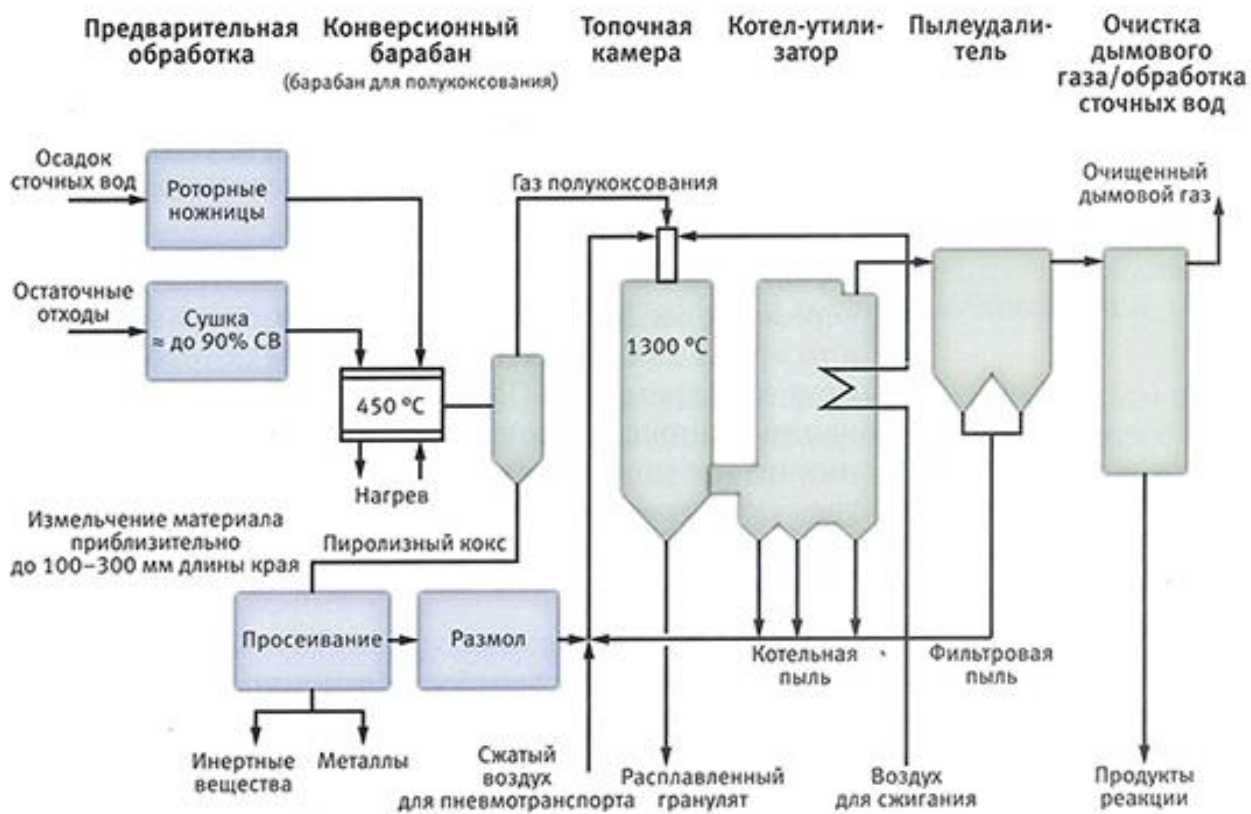 Предварительная
обработка
Конверсионный
барабан
(барабан для полукоксования)
Топочная
камера
Котел-утили-
затор
Пылеудали-
тель
Очистка
дымового
газа/обработка
сточных вод
Осадок
сточных вод
Роторные
ножницы
Газ полукоксования
Очищенный
дымовой газ
Остаточные
отходы
Сушка
≈ до 90% СВ
1300 °C
450 °C
Нагрев
Измельчение материала
приблизительно
до 100–300 мм длины края
Пиролизный кокс
Просеивание
Размол
Котельная
пыль
Фильтровая
пыль
Инертные
вещества
Металлы
Сжатый
воздух
для пневмотранспорта
Расплавленный
гранулят
Воздух
для сжигания
Продукты
реакции